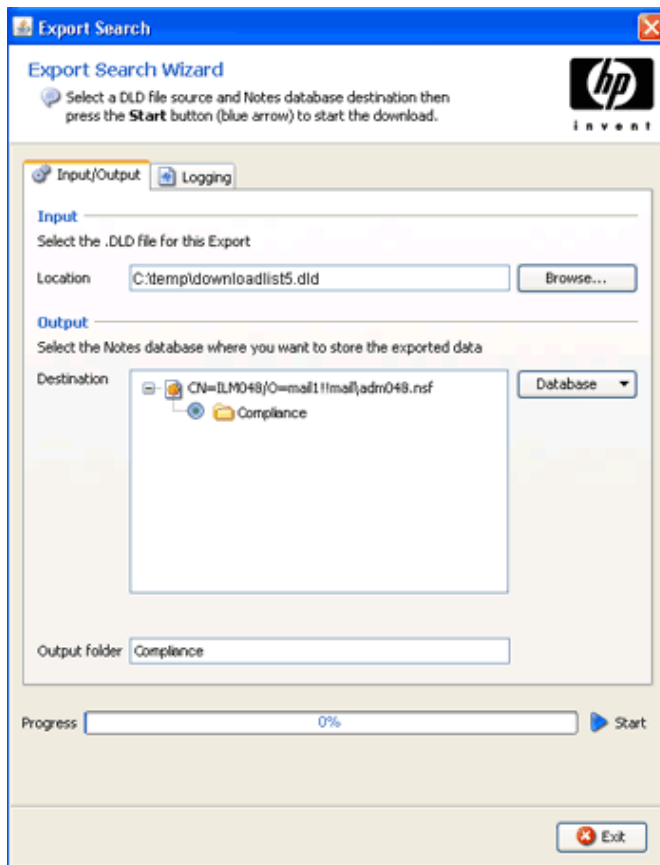 Export Search
Export Search Wizard
Select a DLD file source and Notes database destination then
press the Start button (blue arrow) to start the download.
hp
invent
Input/Output
Logging
Input
Select the .DLD file for this Export
Location
C:\temp\downloadlist5.dld
Browse...
Output
Select the Notes database where you want to store the exported data
Destination
CN=ILM048/O=mail1!!mail\adm048.nsf
Database
Compliance
Output folder
Compliance
Progress
0%
Start
Exit